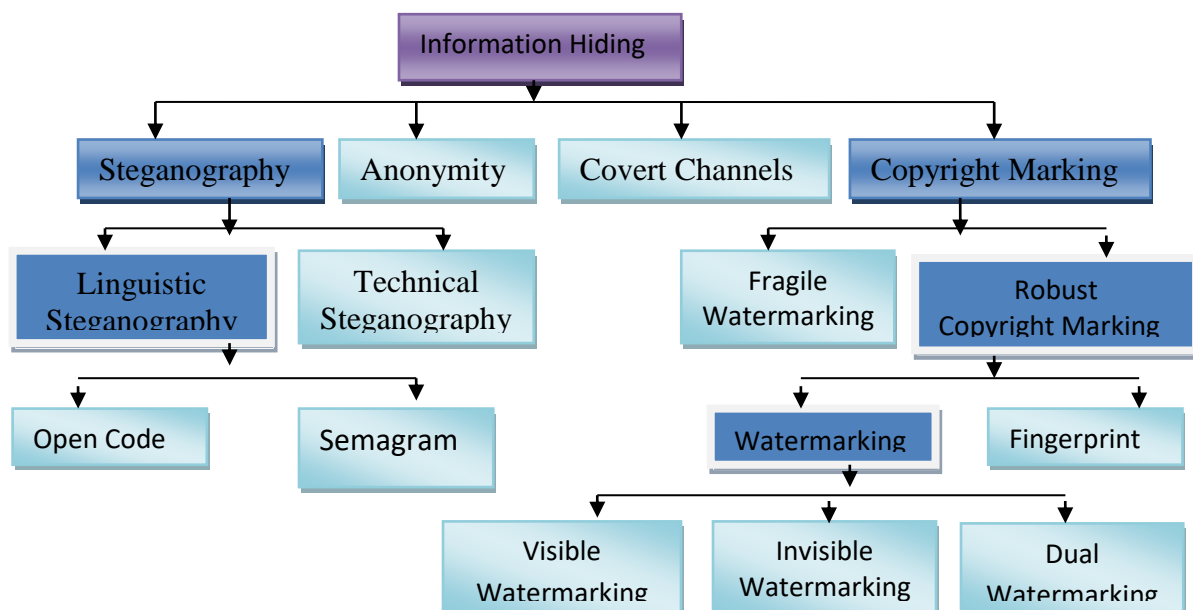 Information Hiding
Steganography
Anonymity
Covert Channels
Copyright Marking
Linguistic
Steganography
Technical
Steganography
Fragile
Watermarking
Robust
Copyright Marking
Open Code
Semagram
Watermarking
Fingerprint
Visible
Watermarking
Invisible
Watermarking
Dual
Watermarking